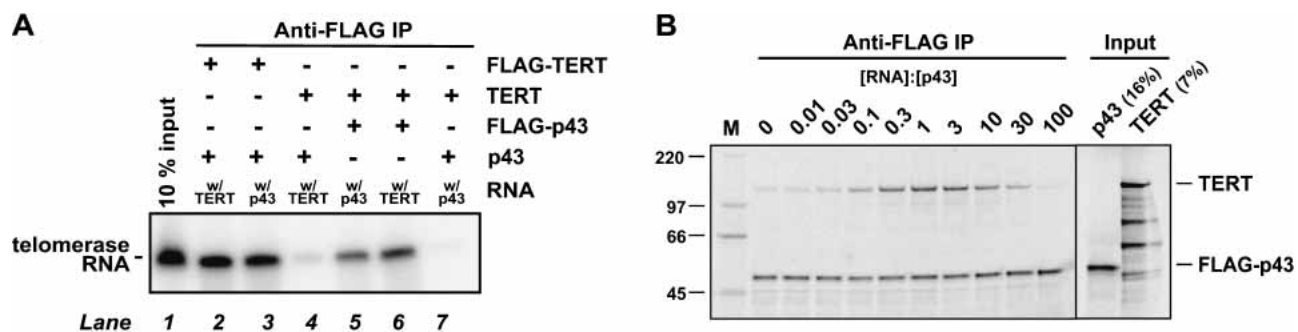 A
Anti-FLAG IP
+ + - - - - FLAG-TERT
- - + + + + TERT
- - - + + - FLAG-p43
+ + + - - + p43
10 % input
w/ TERT w/ p43 w/ TERT w/ p43 w/ TERT w/ p43 RNA
telomerase RNA -
Lane 1 2 3 4 5 6 7
B
Anti-FLAG IP Input
[RNA]:[p43]
M 0 0.01 0.03 0.1 0.3 1 3 10 30 100 p43 (16%) TERT (7%)
220
97
66
45
TERT
FLAG-p43